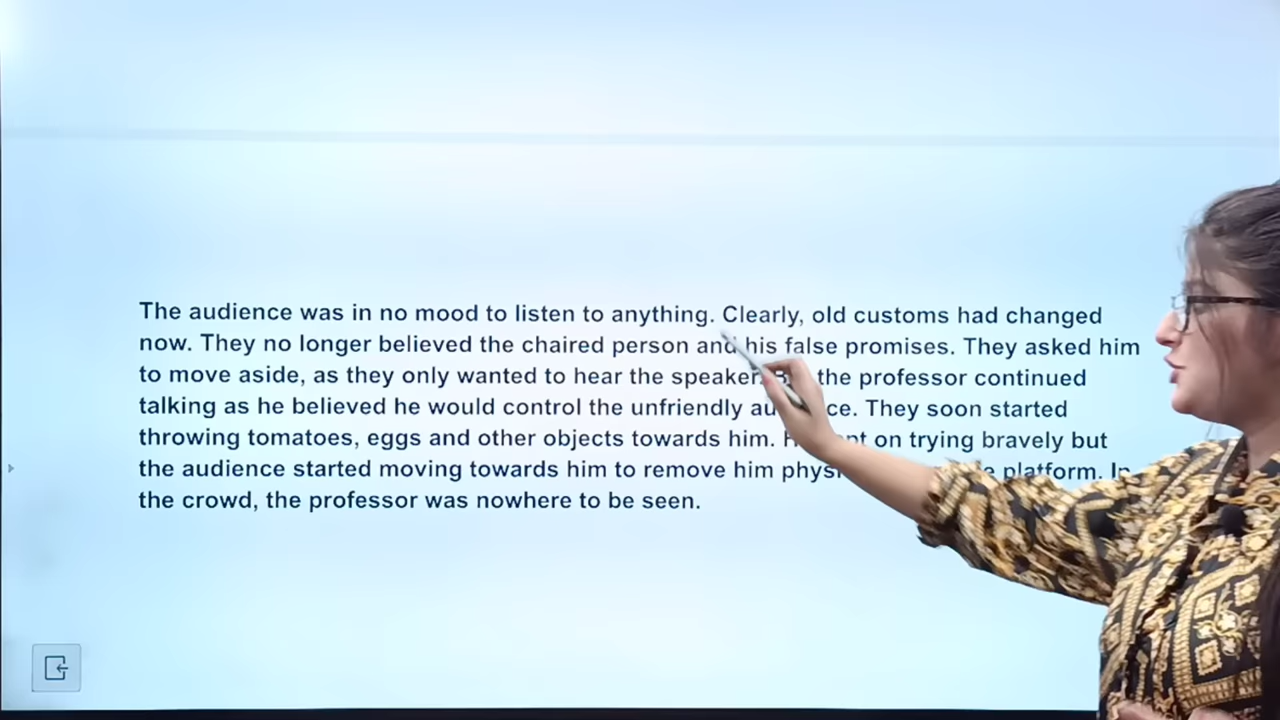 The audience was in no mood to listen to anything. Clearly, old customs had changed
now. They no longer believed the chaired person and his false promises. They asked him
to move aside, as they only wanted to hear the speaker. the professor continued
talking as he believed he would control the unfriendly They soon started
throwing tomatoes, eggs and other objects towards him. on trying bravely but
the audience started moving towards him to remove him platform. In
the crowd, the professor was nowhere to be seen.